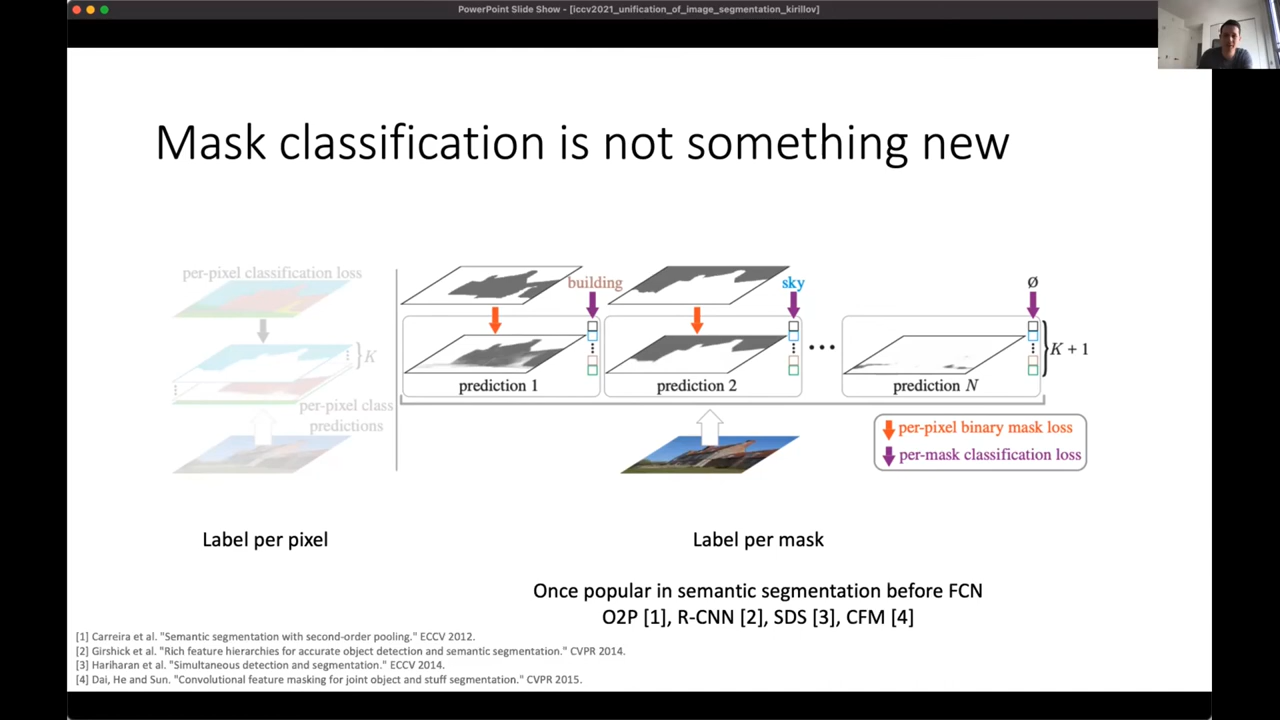 PowerPoint Slide Show - [iccv2021_unification_of_image_segmentation_kirillov]
Mask classification is not something new
per-pixel classification loss
K
per-pixel class
predictions
building
sky
ø
prediction 1
prediction 2
prediction N
K + 1
per-pixel binary mask loss
per-mask classification loss
Label per pixel
Label per mask
Once popular in semantic segmentation before FCN
O2P [1], R-CNN [2], SDS [3], CFM [4]
[1] Carreira et al. "Semantic segmentation with second-order pooling." ECCV 2012.
[2] Girshick et al. "Rich feature hierarchies for accurate object detection and semantic segmentation." CVPR 2014.
[3] Hariharan et al. "Simultaneous detection and segmentation." ECCV 2014.
[4] Dai, He and Sun. "Convolutional feature masking for joint object and stuff segmentation." CVPR 2015.